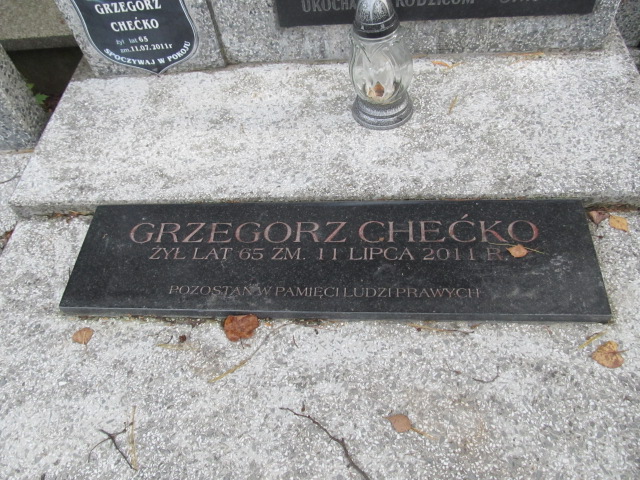 GRZEGORZ
CHEĆKO
żył lat 65
zm. 11.07.2011
SPOCZYWAJ W POKOJU
GRZEGORZ CHEĆKO
ŻYŁ LAT 65 ZM. 11 LIPCA 2011 R.
POZOSTAŃ W PAMIĘCI LUDZI PRAWYCH